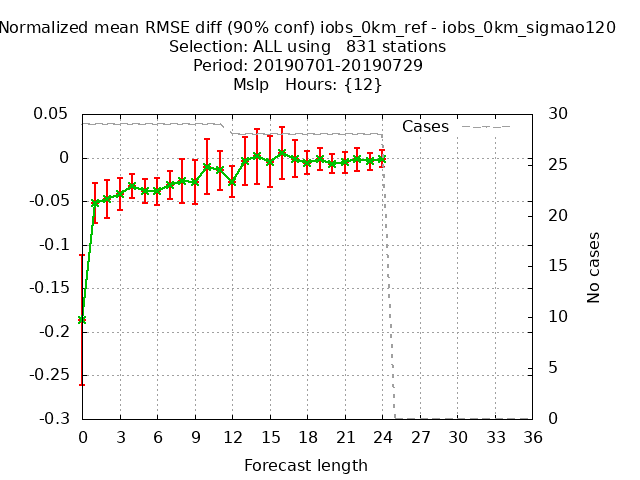 Normalized mean RMSE diff (90% conf) iobs_0km_ref - iobs_0km_sigmao120
Selection: ALL using   831 stations
Period: 20190701-20190729
Mslp   Hours: {12}
0.05
0
-0.05
-0.1
-0.15
-0.2
-0.25
-0.3
Cases
30
25
20
15
10
5
0
No cases
0 3 6 9 12 15 18 21 24 27 30 33 36
Forecast length